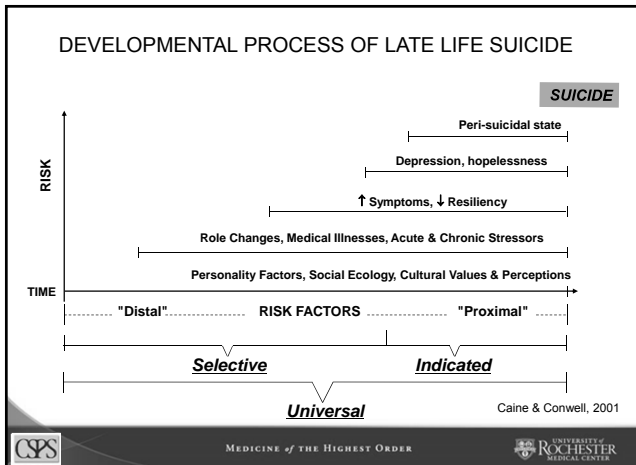 DEVELOPMENTAL PROCESS OF LATE LIFE SUICIDE
SUICIDE
Peri-suicidal state
Depression, hopelessness
↑ Symptoms, ↓ Resiliency
Role Changes, Medical Illnesses, Acute & Chronic Stressors
Personality Factors, Social Ecology, Cultural Values & Perceptions
RISK
TIME
"Distal" RISK FACTORS "Proximal"
Selective Indicated
Universal
Caine & Conwell, 2001
CSPS
MEDICINE of THE HIGHEST ORDER
UNIVERSITY of
ROCHESTER
MEDICAL CENTER